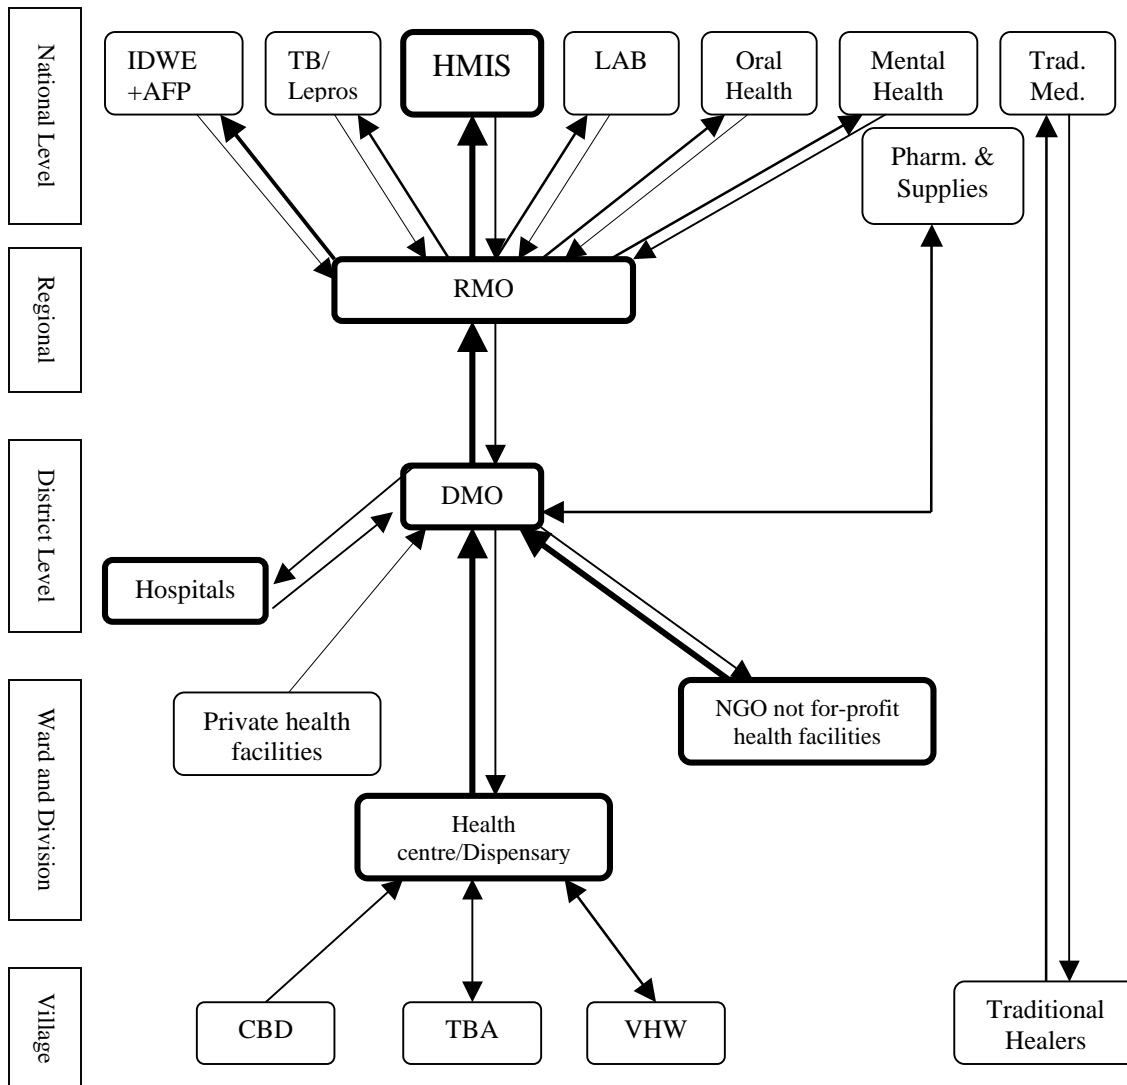 National Level
IDWE
+AFP
TB/
Lepros
HMIS
LAB
Oral
Health
Mental
Health
Trad.
Med.
Pharm. &
Supplies
Regional
RMO
District Level
DMO
Hospitals
Ward and Division
Private health
facilities
NGO not for-profit
health facilities
Health
centre/Dispensary
Village
CBD
TBA
VHW
Traditional
Healers